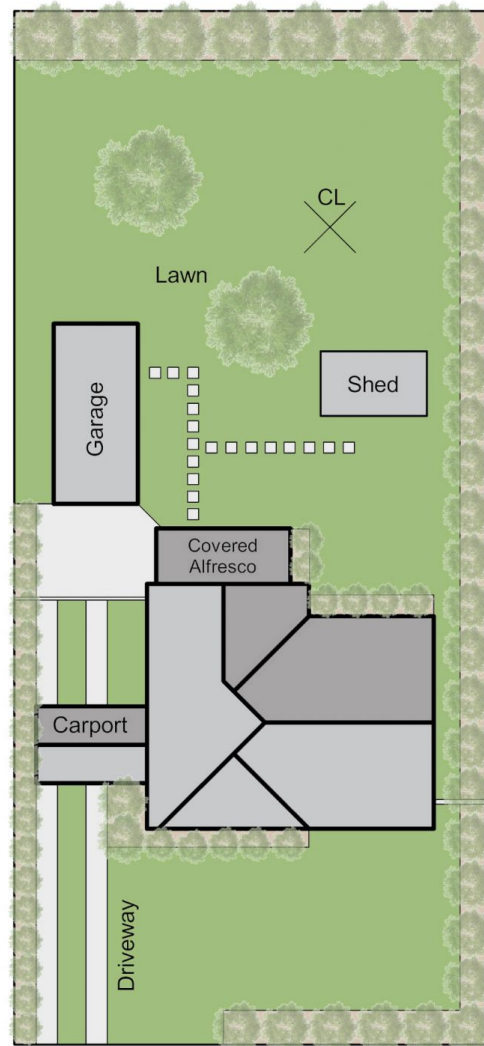 CL
Lawn
Garage
Shed
Covered
Alfresco
Carport
Driveway